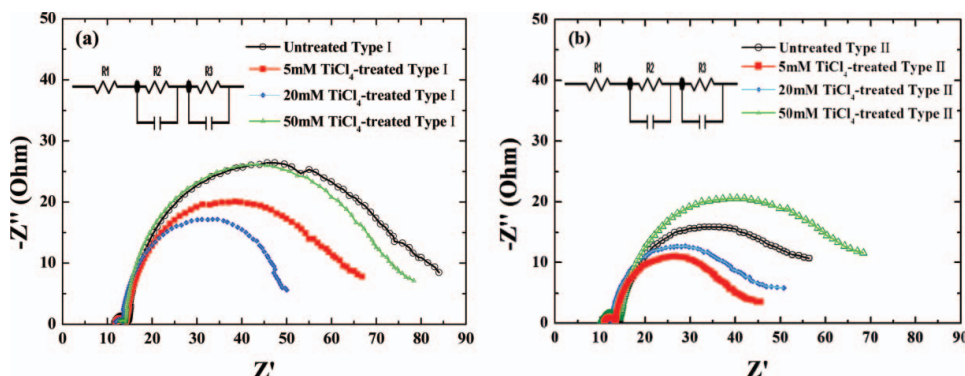 (a)
Untreated Type I
5mM TiCl4-treated Type I
20mM TiCl4-treated Type I
50mM TiCl4-treated Type I
R1 R2 R3
50
40
30
20
10
0
-Z'' (Ohm)
0 10 20 30 40 50 60 70 80 90
Z'
(b)
Untreated Type II
5mM TiCl4-treated Type II
20mM TiCl4-treated Type II
50mM TiCl4-treated Type II
R1 R2 R3
50
40
30
20
10
0
-Z'' (Ohm)
0 10 20 30 40 50 60 70 80 90
Z'